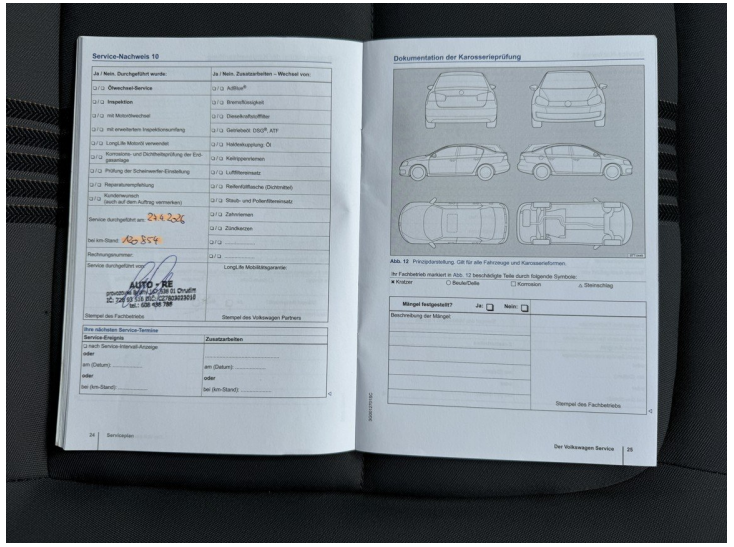 Service-Nachweis 10
Ja / Nein. Durchgeführt wurde:
Ja / Nein. Zusatzarbeiten – Wechsel von:
Ölwechsel-Service
AdBlue®
Inspektion
Bremsflüssigkeit
mit Motorölwechsel
Dieselkraftstofffilter
mit erweitertem Inspektionsumfang
Getriebeöl: DSG®, ATF
LongLife Motoröl verwendet
Haldexkupplung: Öl
Korrosions- und Dichtheitsprüfung der Erd-
gasanlage
Keilrippenriemen
Prüfung der Scheinwerfer-Einstellung
Luftfiltereinsatz
Reparaturempfehlung
Reifenfüllflasche (Dichtmittel)
Kundenwunsch
(auch auf dem Auftrag vermerken)
Staub- und Pollenfiltereinsatz
Service durchgeführt am:
Zahnriemen
Zündkerzen
bei km-Stand:
Rechnungsnummer:
Service durchgeführt von:
LongLife Mobilitätsgarantie:
AUTO - RE
Chrudim
Stempel des Fachbetriebs
Stempel des Volkswagen Partners
Ihre nächsten Service-Termine
Service-Ereignis
Zusatzarbeiten
nach Service-Intervall-Anzeige
oder
am (Datum):
am (Datum):
oder
oder
bei (km-Stand):
bei (km-Stand):
24 Servicedaten
Dokumentation der Karosserieprüfung
Abb. 12 Prinzipdarstellung. Gilt für alle Fahrzeuge und Karosserieformen.
Ihr Fachbetrieb markiert in Abb. 12 beschädigte Teile durch folgende Symbole:
× Kratzer
○ Beule/Delle
□ Korrosion
△ Steinschlag
Mängel festgestellt? Ja: Nein:
Beschreibung der Mängel:
Stempel des Fachbetriebs
Der Volkswagen Service 25